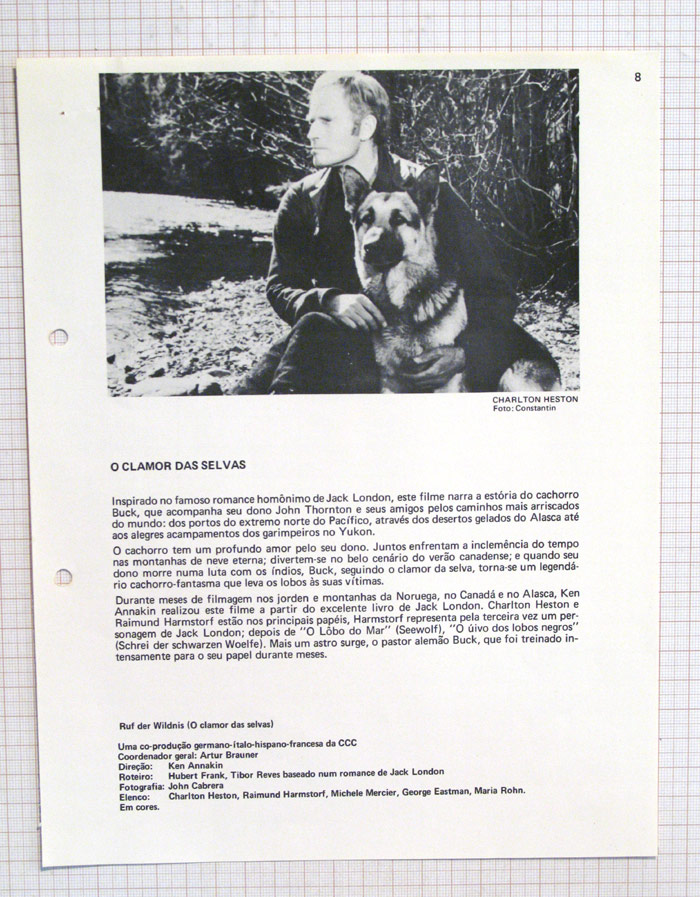 8
CHARLTON HESTON
Foto: Constantin
O CLAMOR DAS SELVAS
Inspirado no famoso romance homônimo de Jack London, este filme narra a estória do cachorro
Buck, que acompanha seu dono John Thornton e seus amigos pelos caminhos mais arriscados
do mundo: dos portos do extremo norte do Pacífico, através dos desertos gelados do Alasca até
aos alegres acampamentos dos garimpeiros no Yukon.
O cachorro tem um profundo amor pelo seu dono. Juntos enfrentam a inclemência do tempo
nas montanhas de neve eterna; divertem-se no belo cenário do verão canadense; e quando seu
dono morre numa luta com os índios, Buck, seguindo o clamor da selva, torna-se um legendá-
rio cachorro-fantasma que leva os lobos às suas vítimas.
Durante meses de filmagem nos jorden e montanhas da Noruega, no Canadá e no Alasca, Ken
Annakin realizou este filme a partir do excelente livro de Jack London. Charlton Heston e
Raimund Harmstorf estão nos principais papéis, Harmstorf representa pela terceira vez um per-
sonagem de Jack London; depois de "O Lôbo do Mar" (Seewolf), "O úivo dos lobos negros"
(Schrei der schwarzen Woelfe). Mais um astro surge, o pastor alemão Buck, que foi treinado in-
tensamente para o seu papel durante meses.
Ruf der Wildnis (O clamor das selvas)
Uma co-produção germano-ítalo-hispano-francesa da CCC
Coordenador geral: Artur Brauner
Direção: Ken Annakin
Roteiro: Hubert Frank, Tibor Reves baseado num romance de Jack London
Fotografia: John Cabrera
Elenco: Charlton Heston, Raimund Harmstorf, Michele Mercier, George Eastman, Maria Rohn.
Em cores.